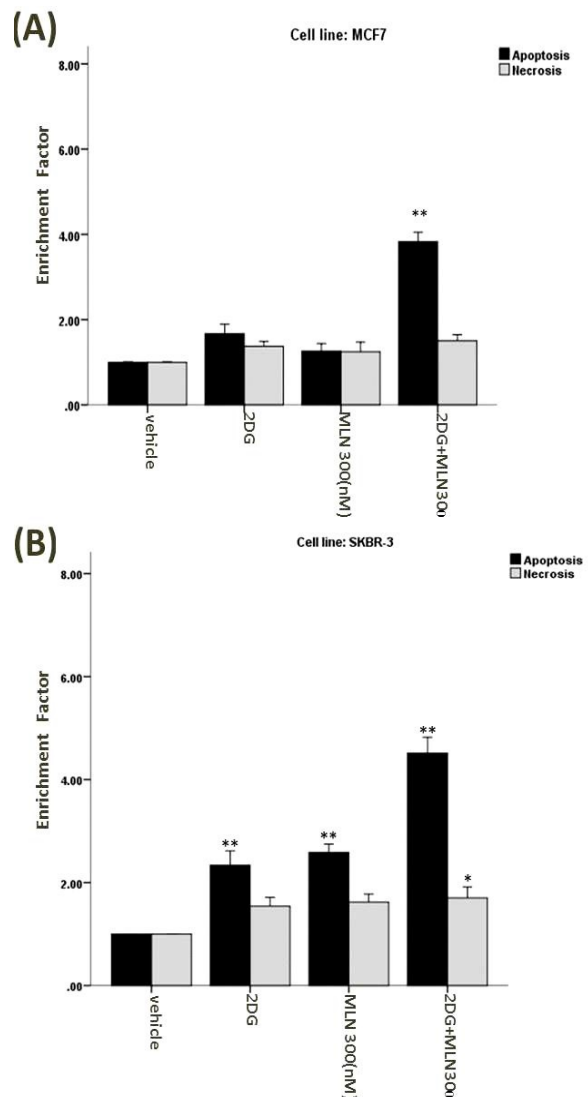 (A)
Cell line: MCF7
Apoptosis
Necrosis
8.00
6.00
4.00
2.00
.00
Enrichment Factor
**
vehicle
2DG
MLN 300(nM)
2DG+MLN300
(B)
Cell line: SKBR-3
Apoptosis
Necrosis
8.00
6.00
4.00
2.00
.00
Enrichment Factor
**
**
**
*
vehicle
2DG
MLN 300(nM)
2DG+MLN300